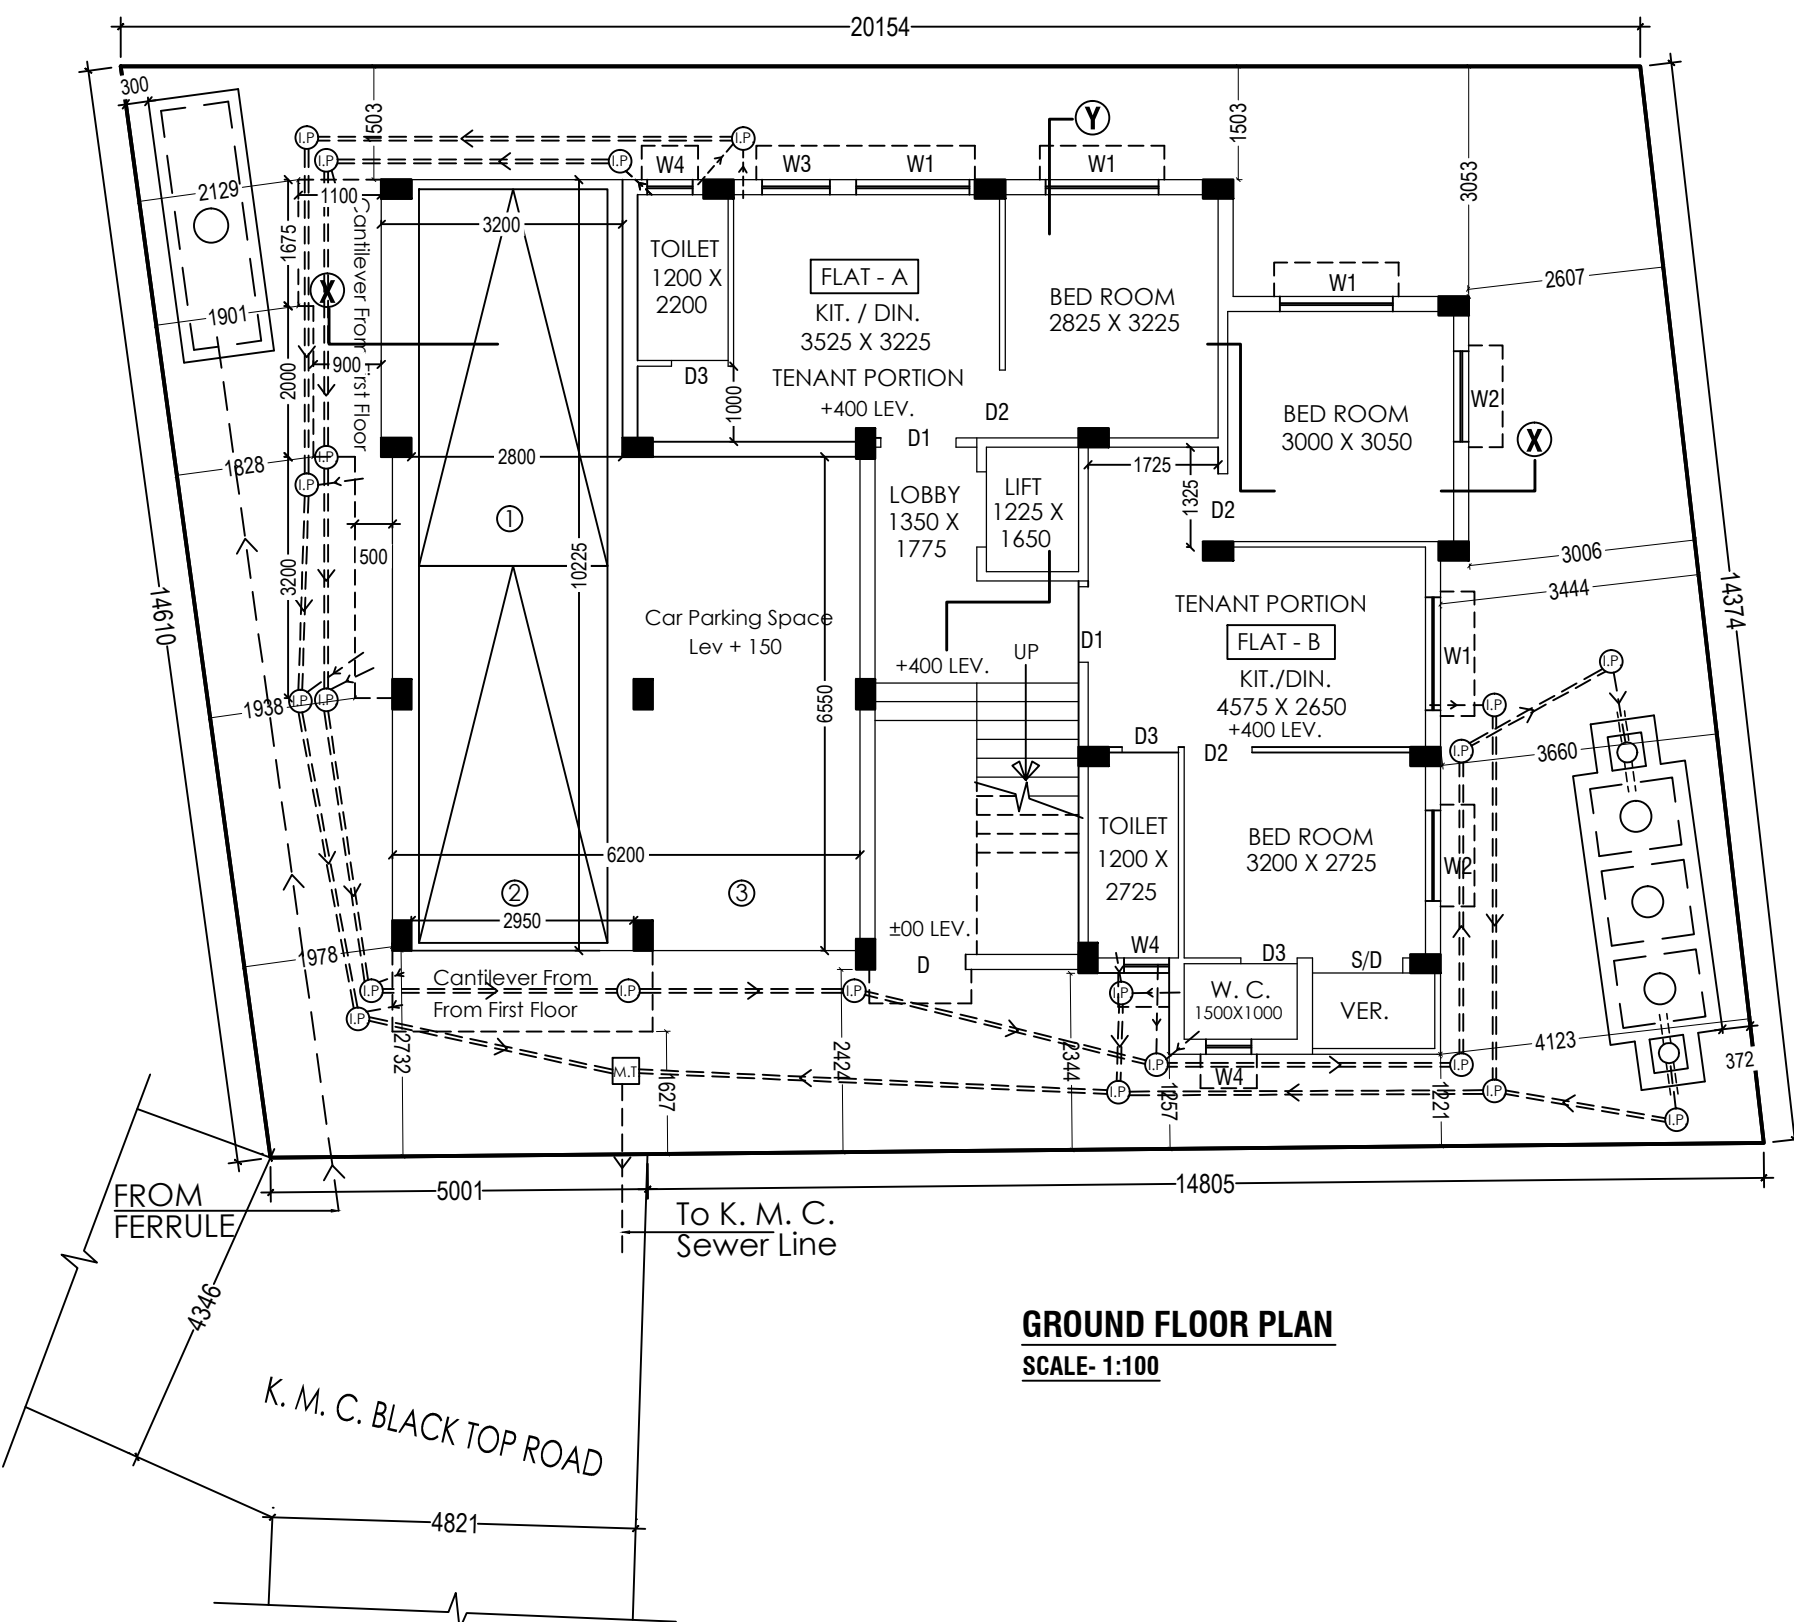 20154
300
1503
1503
3053
I.P
I.P
I.P
I.P
W4
W3
W1
Y
W1
2129
1100
3200
1675
Cantilever From First Floor
X
TOILET
1200 X
2200
FLAT - A
KIT. / DIN.
3525 X 3225
TENANT PORTION
+400 LEV.
BED ROOM
2825 X 3225
W1
2607
1901
900
2000
D3
1000
D2
D1
BED ROOM
3000 X 3050
W2
X
1828
I.P
I.P
2800
1725
1325
D2
LOBBY
1350 X
1775
LIFT
1225 X
1650
1
500
3200
10225
14610
14374
3006
3444
Car Parking Space
Lev + 150
6550
+400 LEV.
UP
D1
TENANT PORTION
FLAT - B
KIT./DIN.
4575 X 2650
+400 LEV.
W1
I.P
I.P
I.P
1938
I.P
I.P
D3
D2
3660
6200
2
3
2950
TOILET
1200 X
2725
BED ROOM
3200 X 2725
W2
±00 LEV.
D
W4
D3
S/D
1978
Cantilever From
From First Floor
I.P
I.P
I.P
I.P
I.P
W. C.
1500X1000
VER.
4123
372
2732
M.T
1627
2424
2344
I.P
I.P
1257
W4
1221
I.P
I.P
I.P
5001
14805
FROM
FERRULE
To K. M. C.
Sewer Line
4346
GROUND FLOOR PLAN
SCALE- 1:100
K. M. C. BLACK TOP ROAD
4821